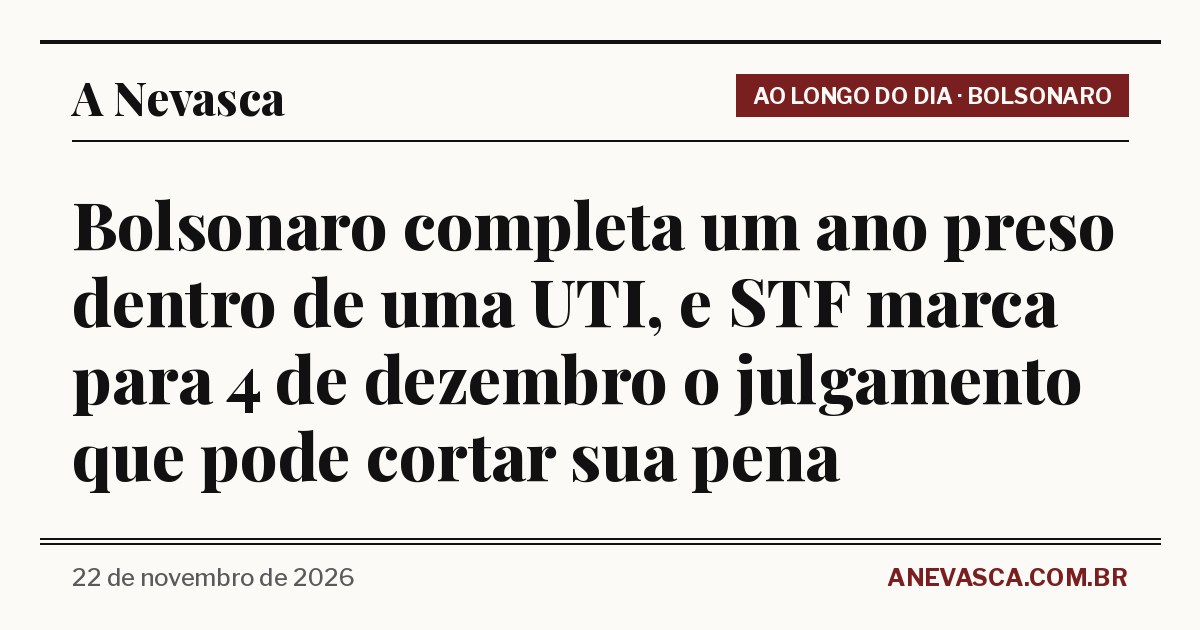 A Nevasca
AO LONGO DO DIA · BOLSONARO
Bolsonaro completa um ano preso
dentro de uma UTI, e STF marca
para 4 de dezembro o julgamento
que pode cortar sua pena
22 de novembro de 2026
ANEVASCA.COM.BR